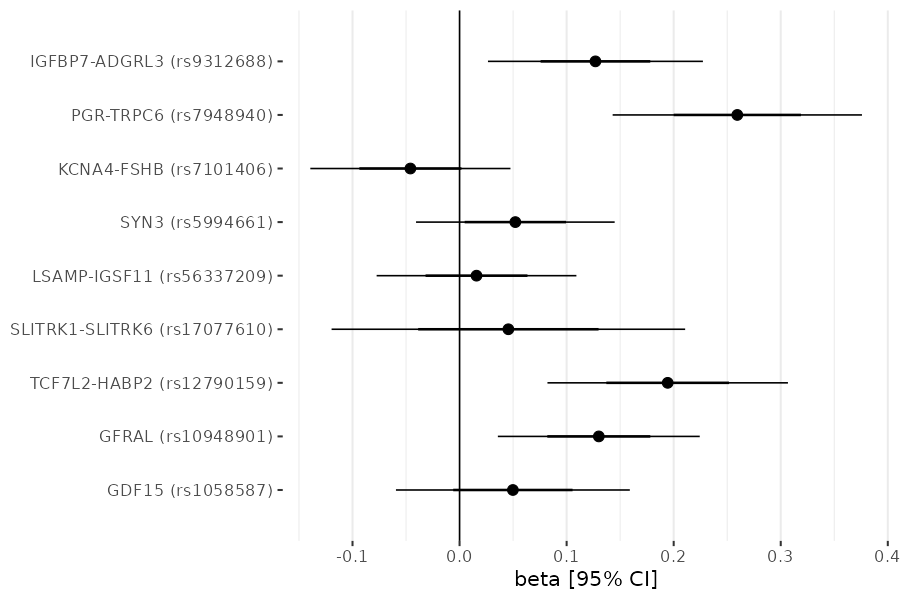 IGFBP7-ADGRL3 (rs9312688)
PGR-TRPC6 (rs7948940)
KCNA4-FSHB (rs7101406)
SYN3 (rs5994661)
LSAMP-IGSF11 (rs56337209)
SLITRK1-SLITRK6 (rs17077610)
TCF7L2-HABP2 (rs12790159)
GFRAL (rs10948901)
GDF15 (rs1058587)
-0.1 0.0 0.1 0.2 0.3 0.4
beta [95% CI]